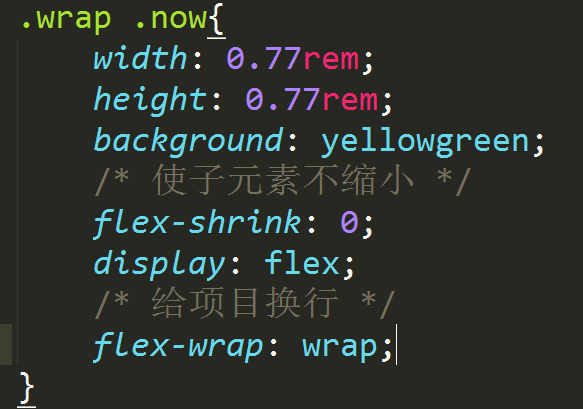 .wrap .now{
width: 0.77rem;
height: 0.77rem;
background: yellowgreen;
/* 使子元素不缩小 */
flex-shrink: 0;
display: flex;
/* 给项目换行 */
flex-wrap: wrap;
}